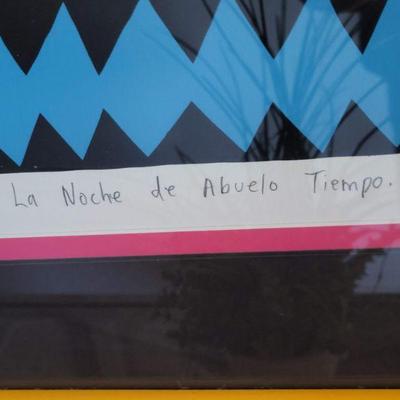 La Noche de Abuelo Tiempo.